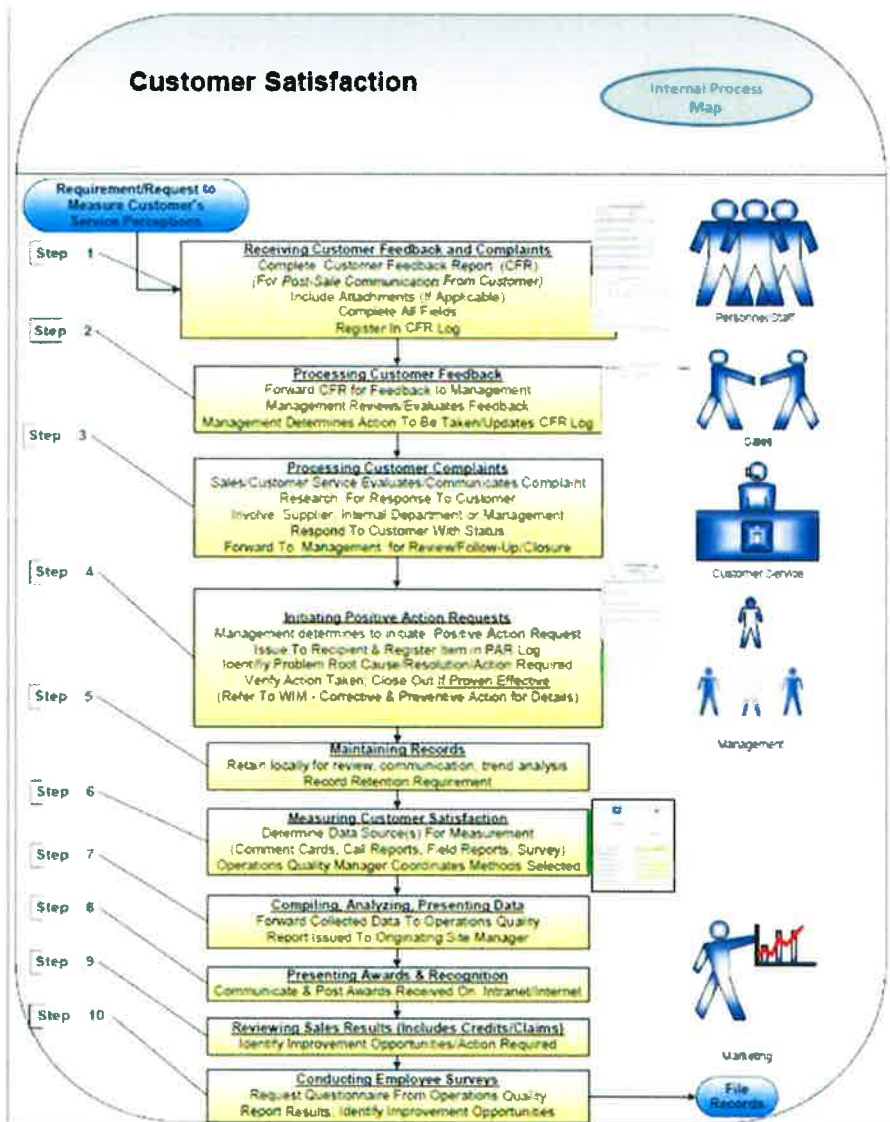 Customer Satisfaction
Internal Process
Map
Requirement/Request to
Measure Customer's
Service Perceptions
Step 1
Receiving Customer Feedback and Complaints
Complete Customer Feedback Report (CFR)
(For Post-Sale Communication From Customer)
Include Attachments (If Applicable)
Complete All Fields
Register In CFR Log
Personnel/Staff
Step 2
Processing Customer Feedback
Forward CFR for Feedback to Management
Management Reviews/Evaluates Feedback
Management Determines Action To Be Taken/Updates CFR Log
Sales
Step 3
Processing Customer Complaints
Sales/Customer Service Evaluates/Communicates Complaint
Research For Response To Customer
Involve Supplier, Internal Department or Management
Respond To Customer With Status
Forward To Management for Review/Follow-Up/Closure
Customer Service
Step 4
Initiating Positive Action Requests
Management determines to initiate Positive Action Request
Issue To Recipient & Register Item in PAR Log
Identify Problem Root Cause/Resolution/Action Required
Verify Action Taken; Close Out If Proven Effective
(Refer To WIM - Corrective & Preventive Action for Details)
Management
Step 5
Maintaining Records
Retain locally for review, communication, trend analysis
Record Retention Requirement
Step 6
Measuring Customer Satisfaction
Determine Data Source(s) For Measurement
(Comment Cards, Call Reports, Field Reports, Survey)
Operations Quality Manager Coordinates Methods Selected
Step 7
Compiling, Analyzing, Presenting Data
Forward Collected Data To Operations Quality
Report Issued To Originating Site Manager
Step 8
Presenting Awards & Recognition
Communicate & Post Awards Received On Intranet/Internet
Step 9
Reviewing Sales Results (Includes Credits/Claims)
Identify Improvement Opportunities/Action Required
Marketing
Step 10
Conducting Employee Surveys
Request Questionnaire From Operations Quality
Report Results; Identify Improvement Opportunities
File
Records